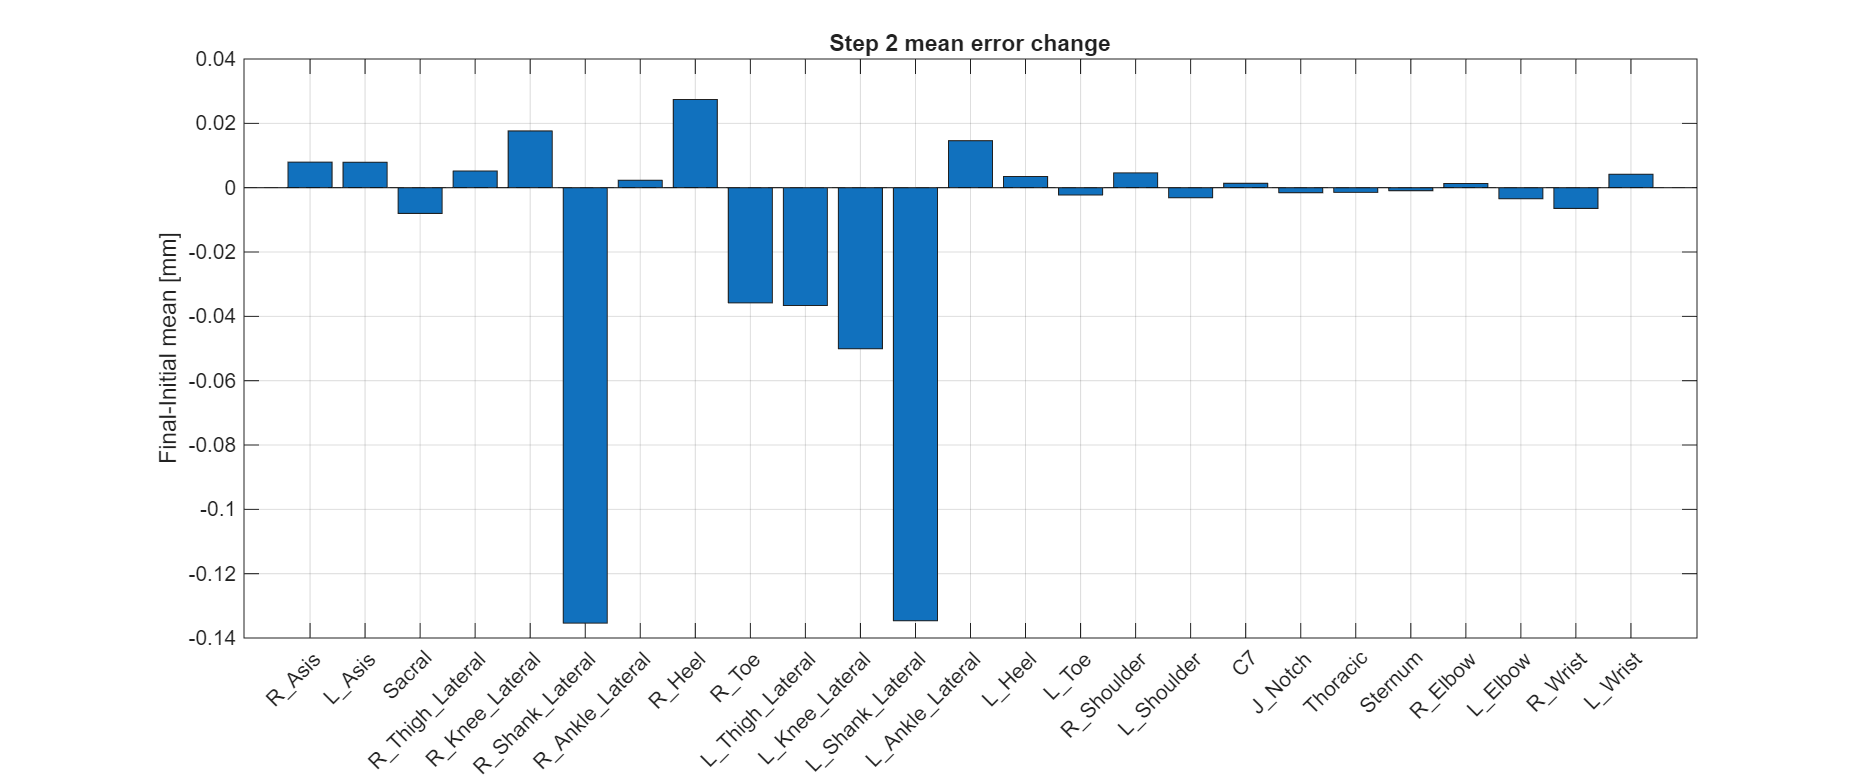 Step 2 mean error change
Final-Initial mean [mm]
0.04
0.02
0
-0.02
-0.04
-0.06
-0.08
-0.1
-0.12
-0.14
R_Asis
L_Asis
Sacral
R_Thigh_Lateral
R_Knee_Lateral
R_Shank_Lateral
R_Ankle_Lateral
R_Heel
R_Toe
L_Thigh_Lateral
L_Knee_Lateral
L_Shank_Lateral
L_Ankle_Lateral
L_Heel
L_Toe
R_Shoulder
L_Shoulder
C7
J_Notch
Thoracic
Sternum
R_Elbow
L_Elbow
R_Wrist
L_Wrist